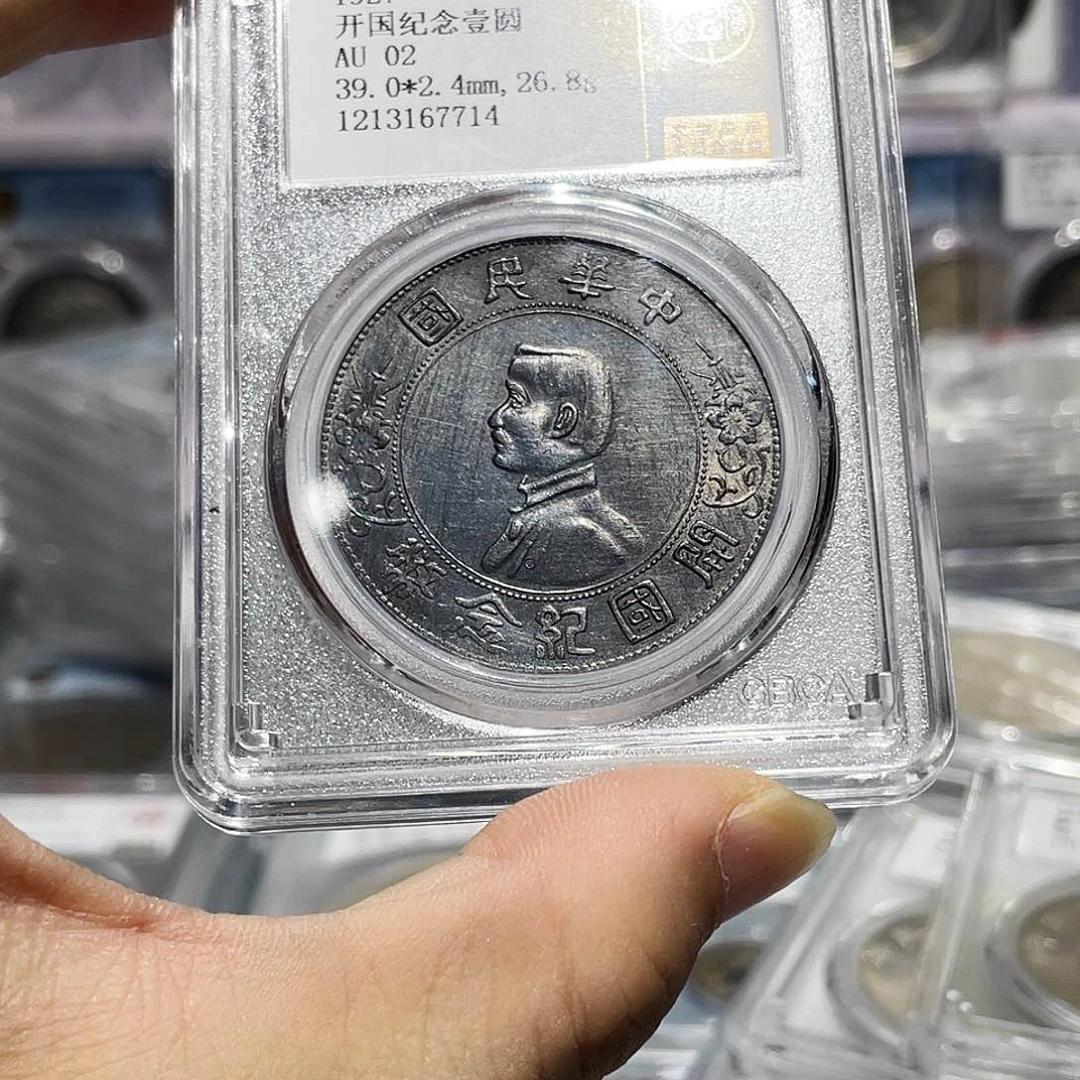 1927
开国纪念壹圆
AU 02
39.0*2.4mm, 26.8g
1213167714
中華民國
開國紀念幣
GBCA